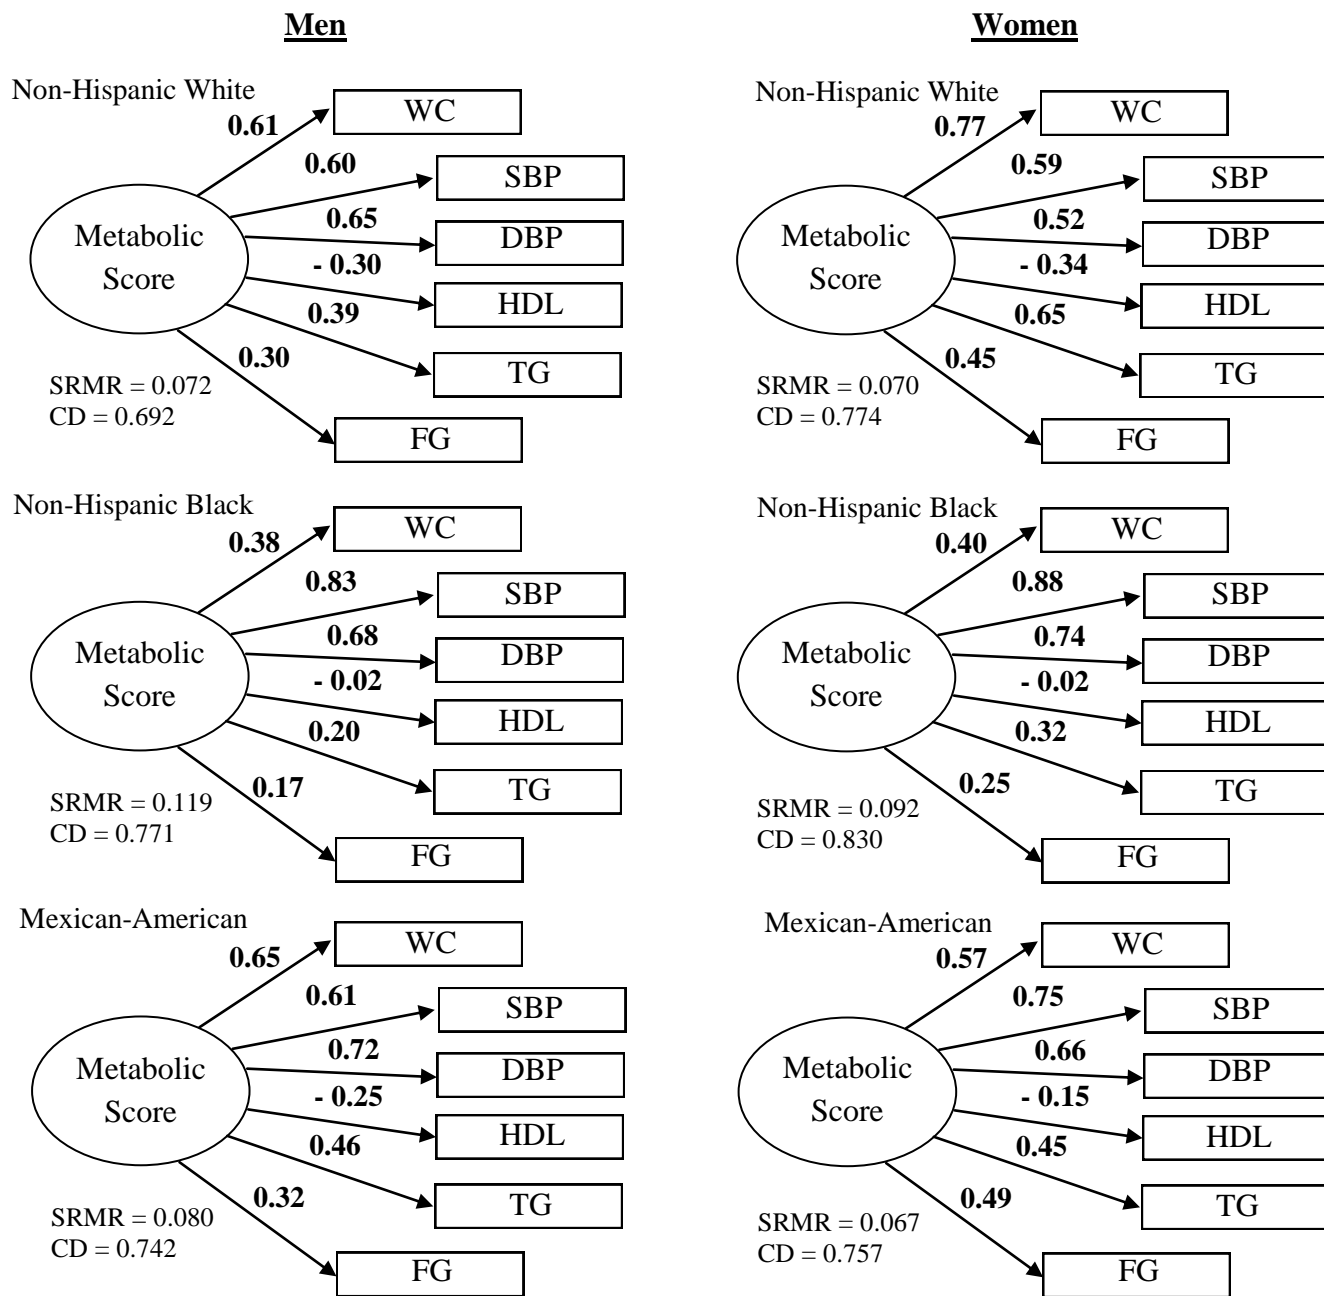 Men
Women
Non-Hispanic White
0.61
WC
0.60
SBP
0.65
DBP
- 0.30
HDL
0.39
TG
0.30
FG
Metabolic
Score
SRMR = 0.072
CD = 0.692
Non-Hispanic White
0.77
WC
0.59
SBP
0.52
DBP
- 0.34
HDL
0.65
TG
0.45
FG
Metabolic
Score
SRMR = 0.070
CD = 0.774
Non-Hispanic Black
0.38
WC
0.83
SBP
0.68
DBP
- 0.02
HDL
0.20
TG
0.17
FG
Metabolic
Score
SRMR = 0.119
CD = 0.771
Non-Hispanic Black
0.40
WC
0.88
SBP
0.74
DBP
- 0.02
HDL
0.32
TG
0.25
FG
Metabolic
Score
SRMR = 0.092
CD = 0.830
Mexican-American
0.65
WC
0.61
SBP
0.72
DBP
- 0.25
HDL
0.46
TG
0.32
FG
Metabolic
Score
SRMR = 0.080
CD = 0.742
Mexican-American
0.57
WC
0.75
SBP
0.66
DBP
- 0.15
HDL
0.45
TG
0.49
FG
Metabolic
Score
SRMR = 0.067
CD = 0.757